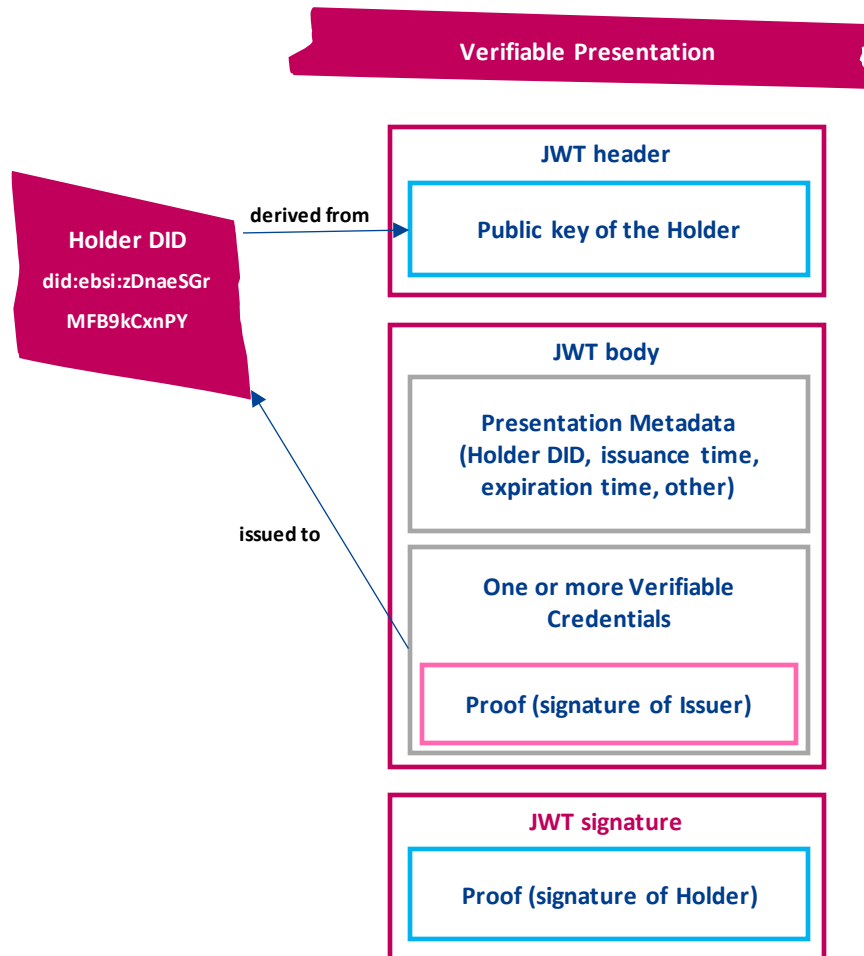 Verifiable Presentation
JWT header
Public key of the Holder
derived from
Holder DID
did:ebsi:zDnaeSGr
MFB9kCxnPY
JWT body
Presentation Metadata
(Holder DID, issuance time,
expiration time, other)
issued to
One or more Verifiable
Credentials
Proof (signature of Issuer)
JWT signature
Proof (signature of Holder)